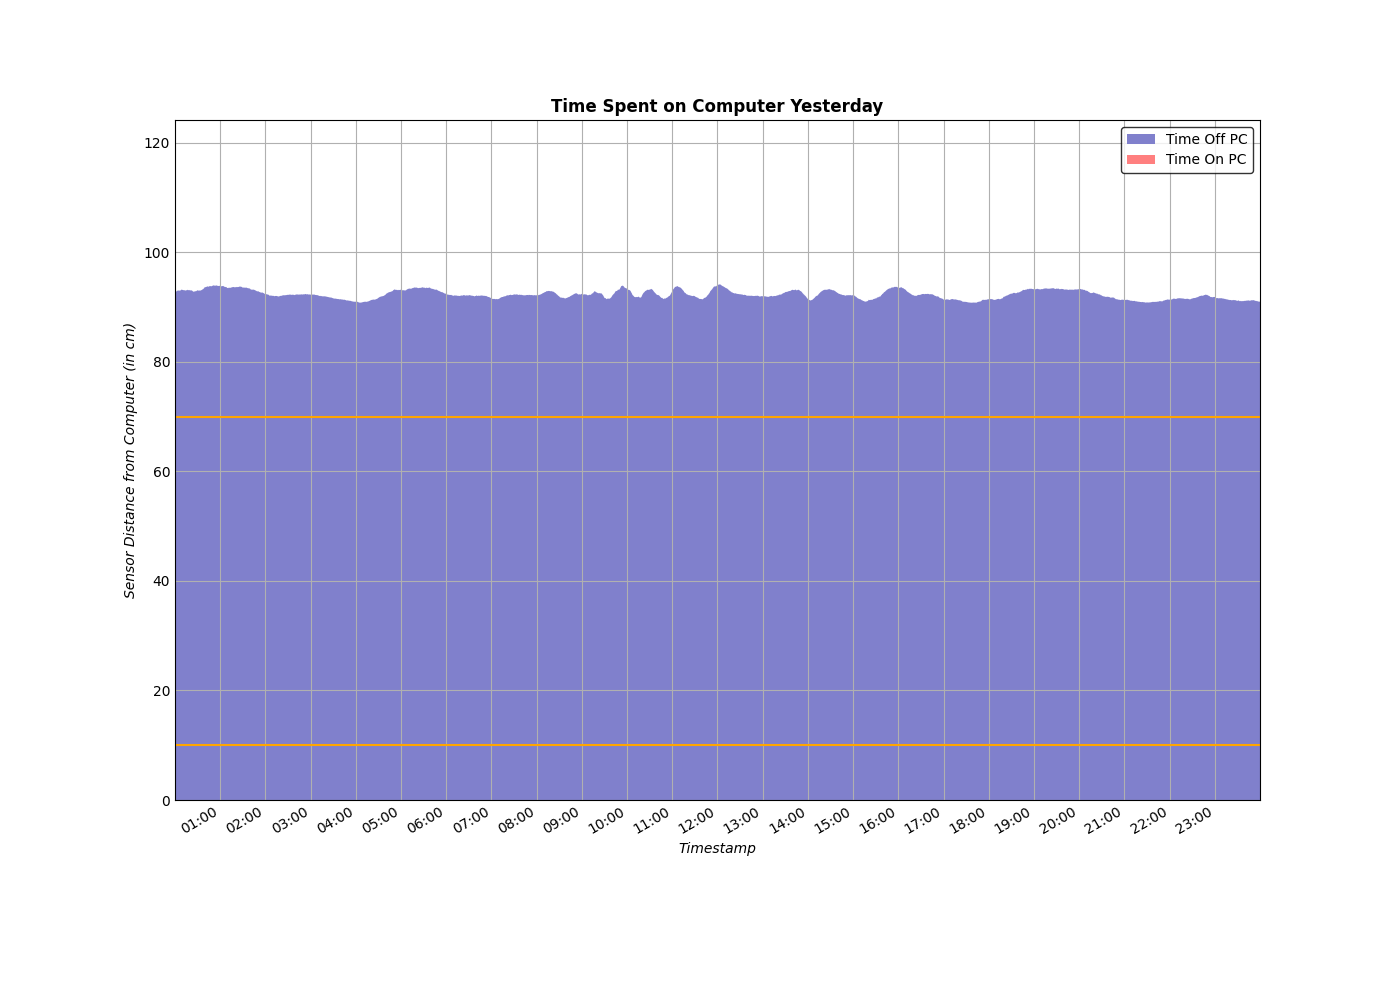 Time Spent on Computer Yesterday
Time Off PC
Time On PC
120
100
80
60
40
20
0
Sensor Distance from Computer (in cm)
01:00 02:00 03:00 04:00 05:00 06:00 07:00 08:00 09:00 10:00 11:00 12:00 13:00 14:00 15:00 16:00 17:00 18:00 19:00 20:00 21:00 22:00 23:00
Timestamp